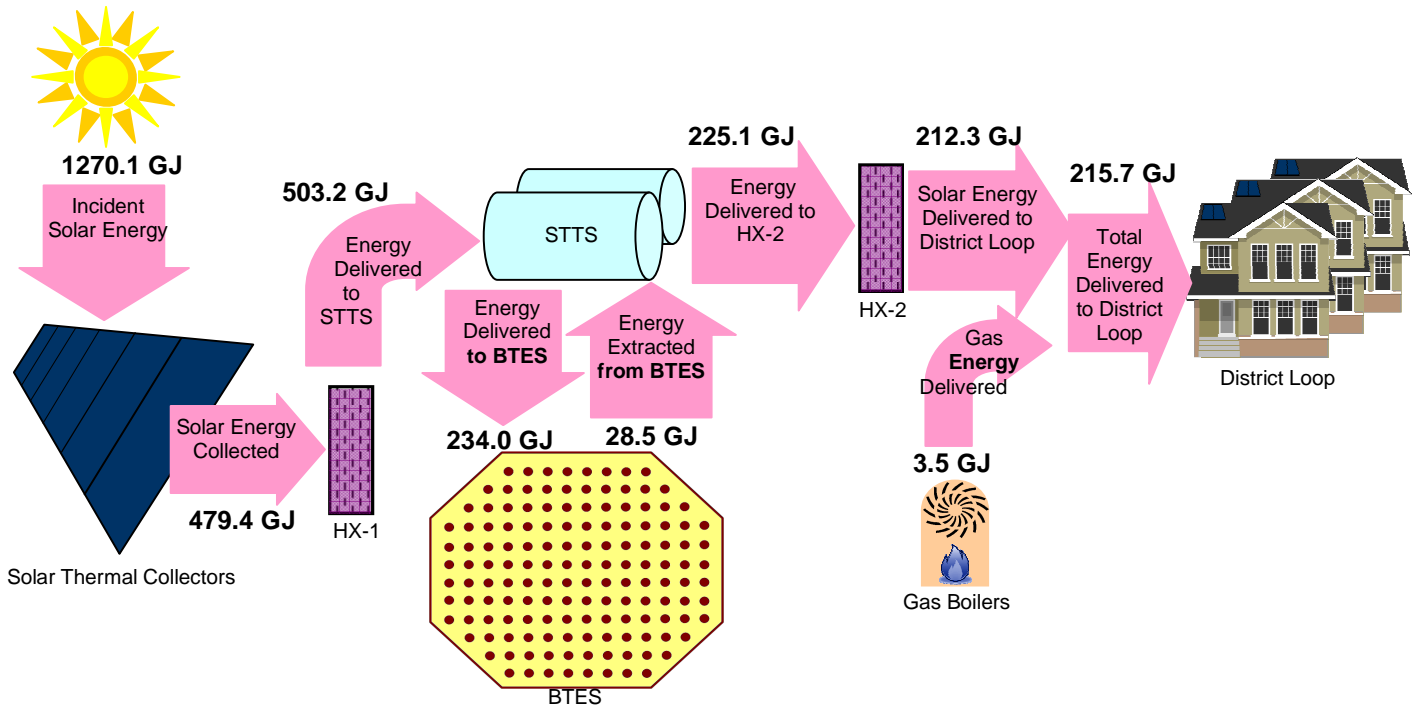 1270.1 GJ
Incident
Solar Energy
503.2 GJ
Energy
Delivered
to
STTS
STTS
225.1 GJ
Energy
Delivered to
HX-2
212.3 GJ
Solar Energy
Delivered to
District Loop
215.7 GJ
Total
Energy
Delivered
to District
Loop
HX-2
District Loop
Energy
Delivered
to BTES
Energy
Extracted
from BTES
Gas
Energy
Delivered
Solar Energy
Collected
479.4 GJ
HX-1
234.0 GJ
28.5 GJ
3.5 GJ
Solar Thermal Collectors
Gas Boilers
BTES